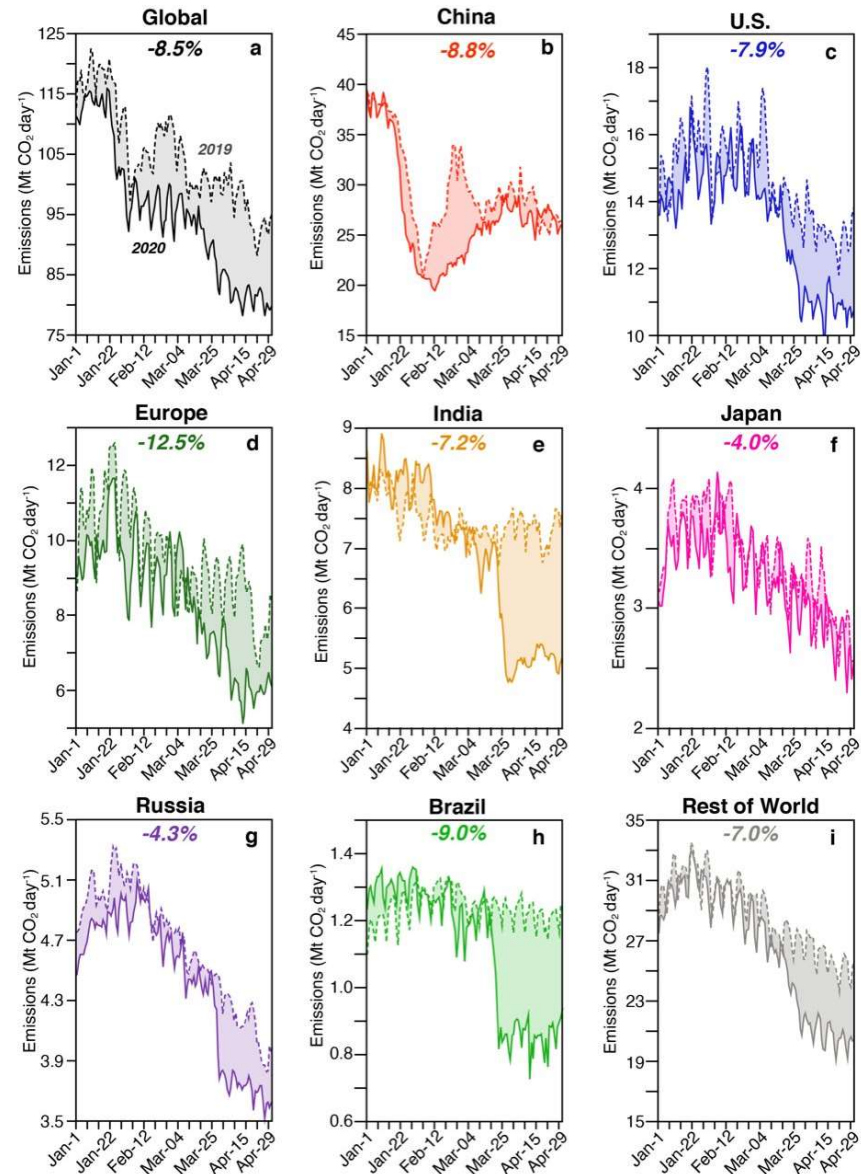 Global
125
115
105
95
85
75
Emissions (Mt CO₂ day⁻¹)
-8.5%
a
2019
2020
Jan-1
Jan-22
Feb-12
Mar-04
Mar-25
Apr-15
Apr-29
China
45
40
35
30
25
20
15
Emissions (Mt CO₂ day⁻¹)
-8.8%
b
Jan-1
Jan-22
Feb-12
Mar-04
Mar-25
Apr-15
Apr-29
U.S.
18
16
14
12
10
Emissions (Mt CO₂ day⁻¹)
-7.9%
c
Jan-1
Jan-22
Feb-12
Mar-04
Mar-25
Apr-15
Apr-29
Europe
12
10
8
6
Emissions (Mt CO₂ day⁻¹)
-12.5%
d
Jan-1
Jan-22
Feb-12
Mar-04
Mar-25
Apr-15
Apr-29
India
9
8
7
6
5
4
Emissions (Mt CO₂ day⁻¹)
-7.2%
e
Jan-1
Jan-22
Feb-12
Mar-04
Mar-25
Apr-15
Apr-29
Japan
4
3
2
Emissions (Mt CO₂ day⁻¹)
-4.0%
f
Jan-1
Jan-22
Feb-12
Mar-04
Mar-25
Apr-15
Apr-29
Russia
5.5
5.1
4.7
4.3
3.9
3.5
Emissions (Mt CO₂ day⁻¹)
-4.3%
g
Jan-1
Jan-22
Feb-12
Mar-04
Mar-25
Apr-15
Apr-29
Brazil
1.4
1.2
1.0
0.8
0.6
Emissions (Mt CO₂ day⁻¹)
-9.0%
h
Jan-1
Jan-22
Feb-12
Mar-04
Mar-25
Apr-15
Apr-29
Rest of World
35
31
27
23
19
15
Emissions (Mt CO₂ day⁻¹)
-7.0%
i
Jan-1
Jan-22
Feb-12
Mar-04
Mar-25
Apr-15
Apr-29